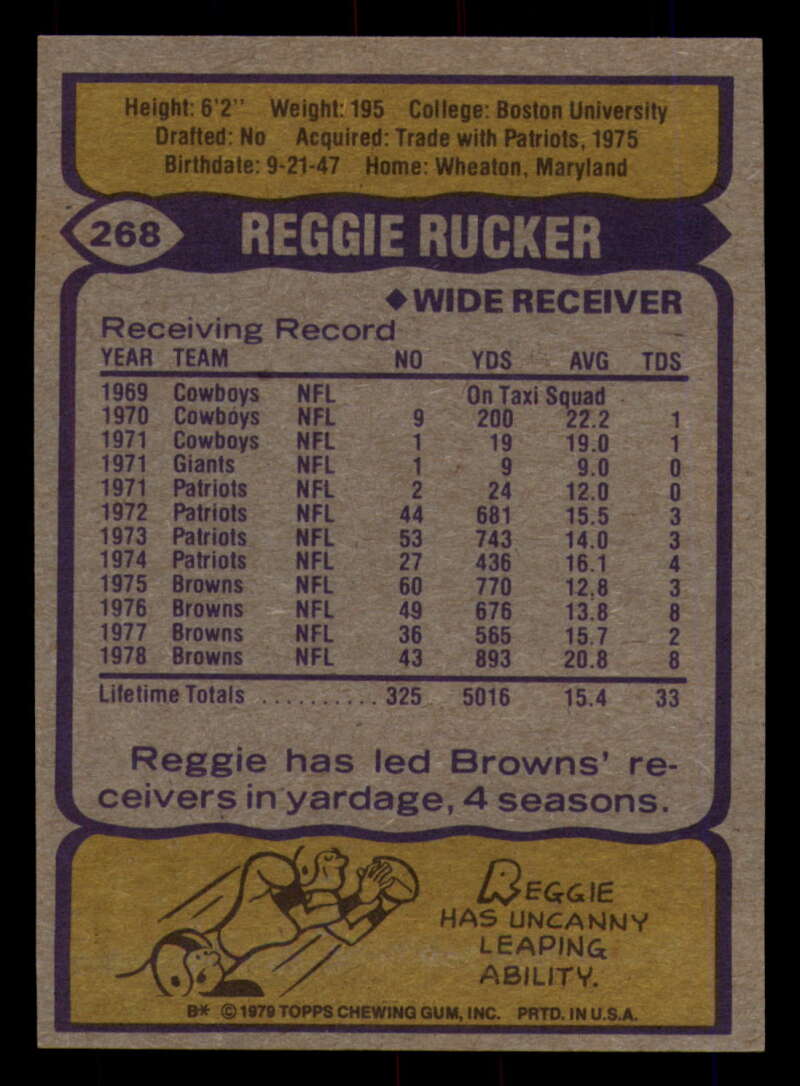 Height: 6'2" Weight: 195 College: Boston University
Drafted: No Acquired: Trade with Patriots, 1975
Birthdate: 9-21-47 Home: Wheaton, Maryland
268 REGGIE RUCKER
◆WIDE RECEIVER
Receiving Record
YEAR TEAM NO YDS AVG TDS
1969 Cowboys NFL On Taxi Squad
1970 Cowboys NFL 9 200 22.2 1
1971 Cowboys NFL 1 19 19.0 1
1971 Giants NFL 1 9 9.0 0
1971 Patriots NFL 2 24 12.0 0
1972 Patriots NFL 44 681 15.5 3
1973 Patriots NFL 53 743 14.0 3
1974 Patriots NFL 27 436 16.1 4
1975 Browns NFL 60 770 12.8 3
1976 Browns NFL 49 676 13.8 8
1977 Browns NFL 36 565 15.7 2
1978 Browns NFL 43 893 20.8 8
Lifetime Totals .......... 325 5016 15.4 33
Reggie has led Browns' re-
ceivers in yardage, 4 seasons.
REGGIE
HAS UNCANNY
LEAPING
ABILITY.
B* © 1979 TOPPS CHEWING GUM, INC. PRTD. IN U.S.A.